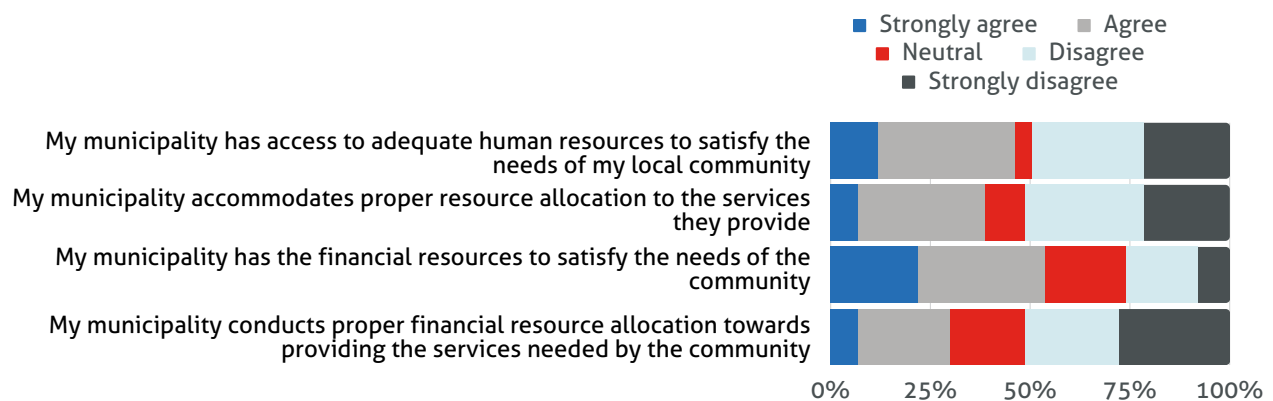 Strongly agree Agree
Neutral Disagree
Strongly disagree
My municipality has access to adequate human resources to satisfy the
needs of my local community
My municipality accommodates proper resource allocation to the services
they provide
My municipality has the financial resources to satisfy the needs of the
community
My municipality conducts proper financial resource allocation towards
providing the services needed by the community
0% 25% 50% 75% 100%